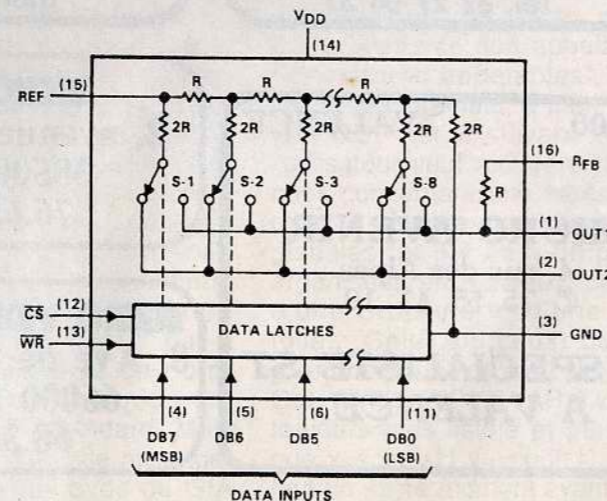 VDD
(14)
REF (15)
R R R
2R 2R 2R 2R 2R
(16) RFB
S-1 S-2 S-3 S-8
R
(1) OUT1
(2) OUT2
CS (12)
WR (13)
DATA LATCHES
(3) GND
(4) (5) (6) (11)
DB7 DB6 DB5 DB0
(MSB) (LSB)
DATA INPUTS
SPECIALISTE
A VALENCE